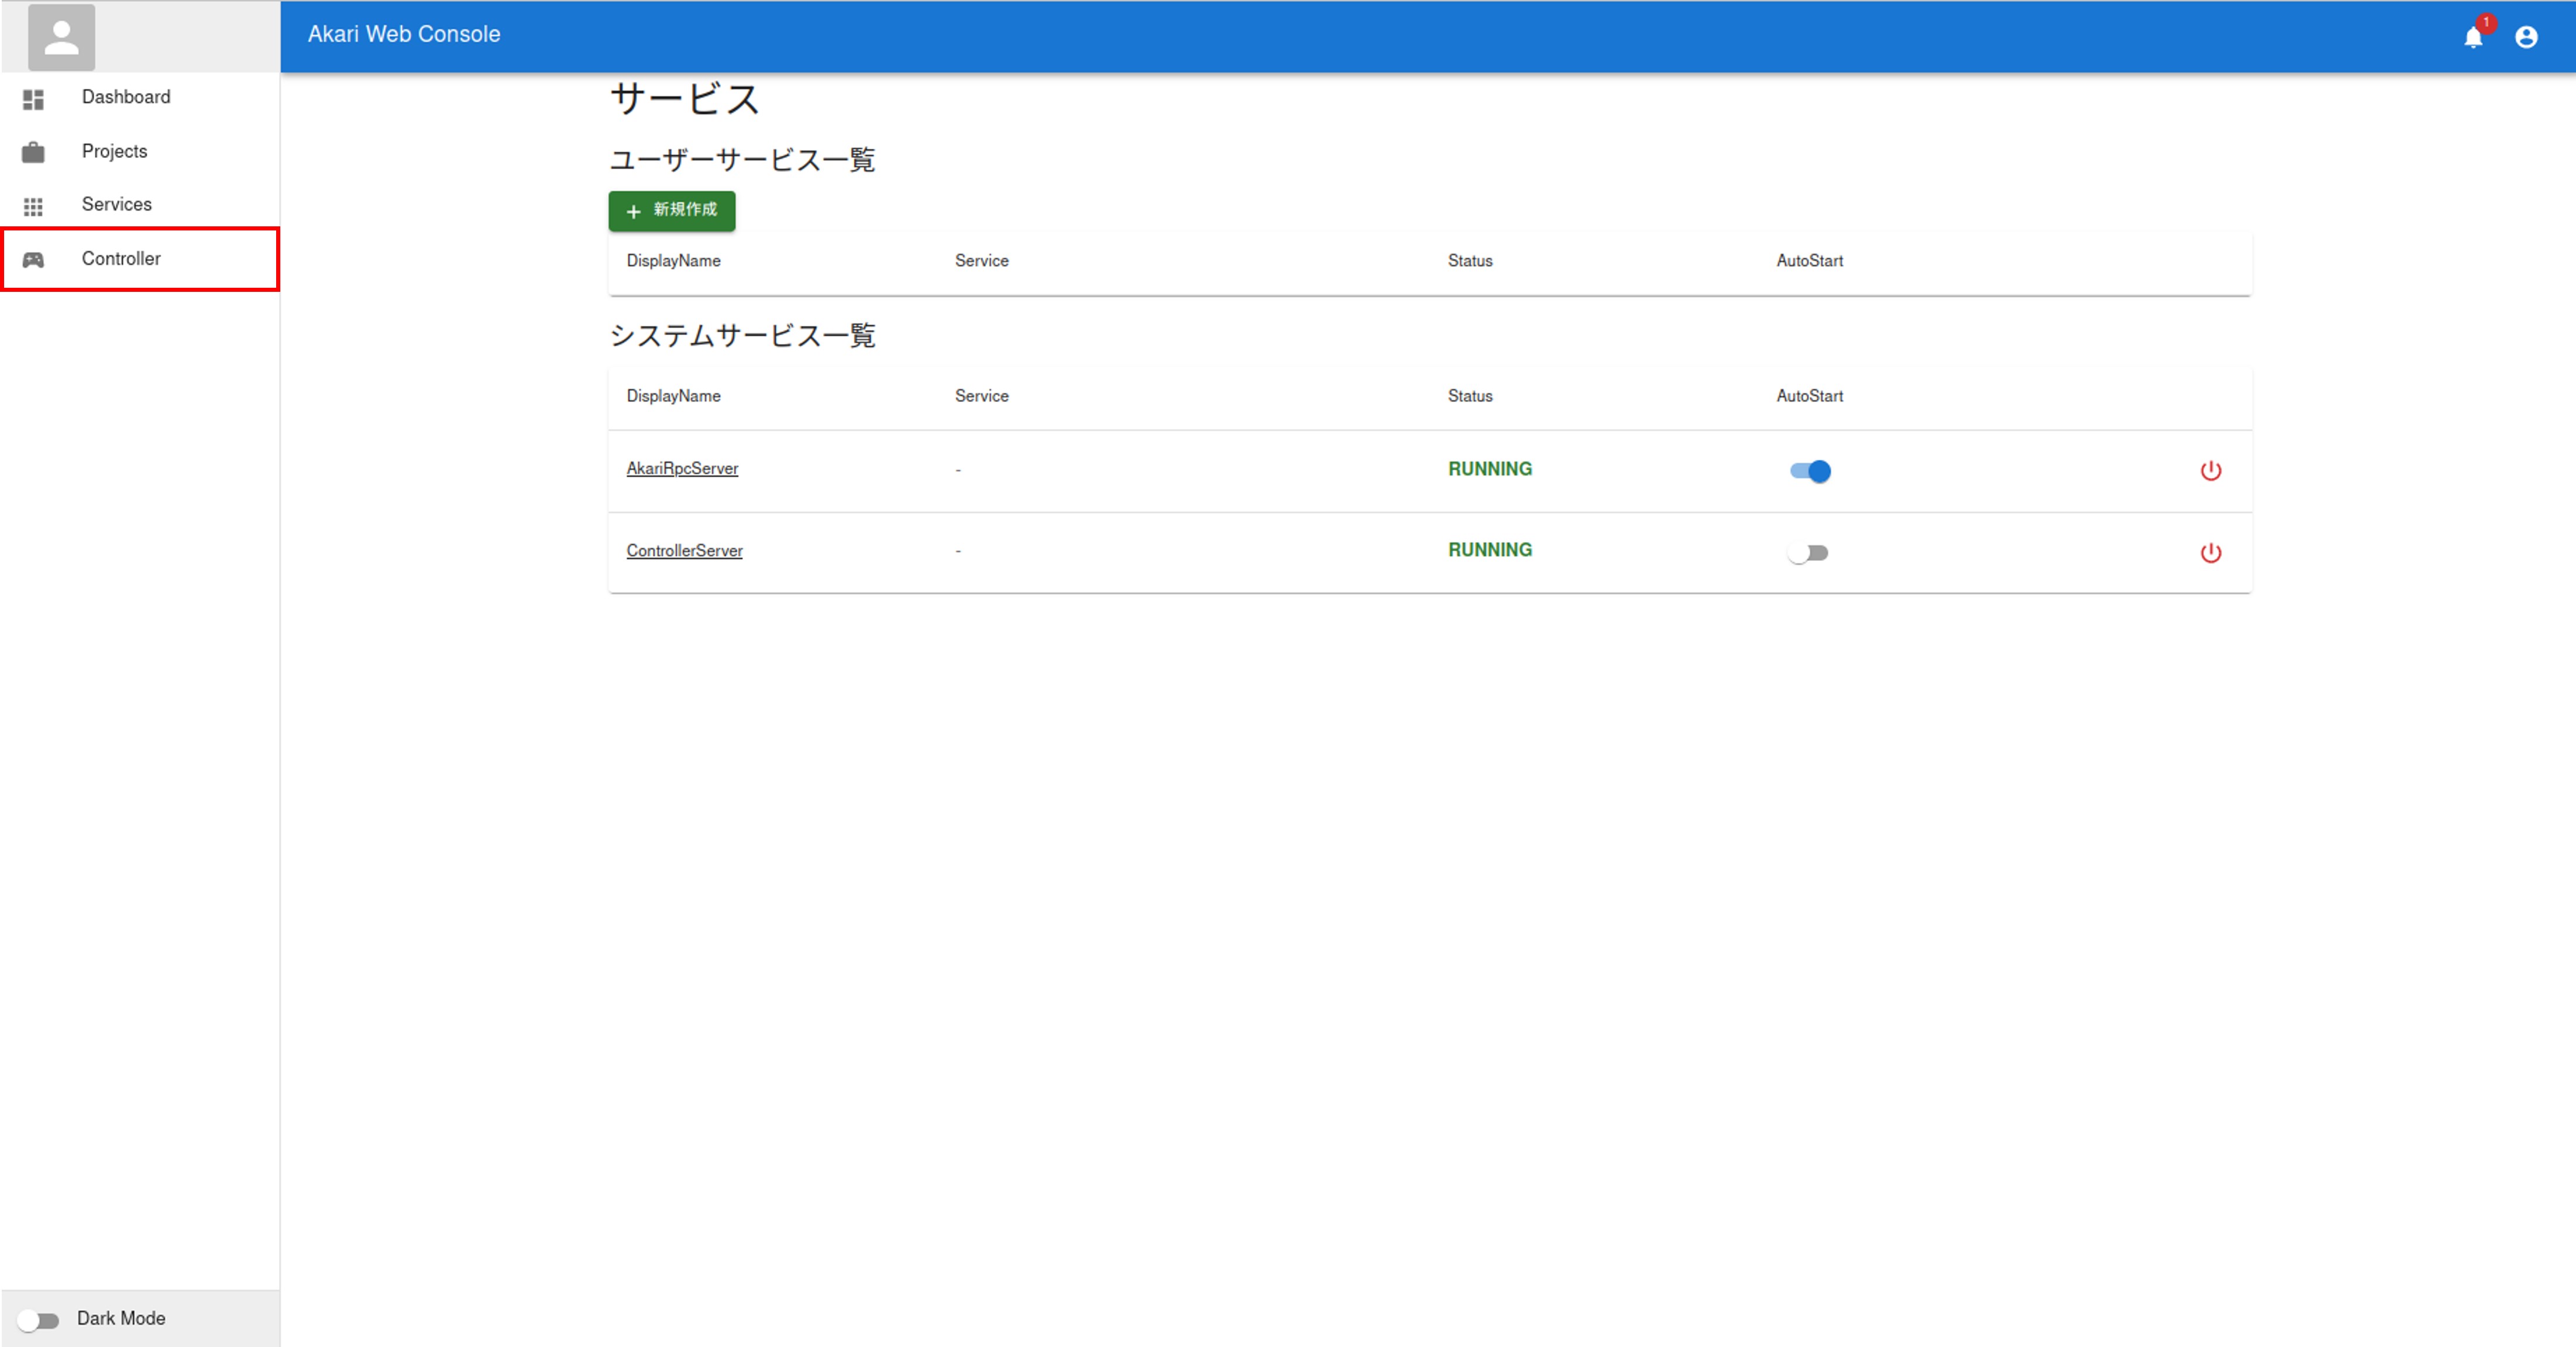 Akari Web Console
1
Dashboard
Projects
Services
Controller
サービス
ユーザーサービス一覧
+ 新規作成
DisplayName Service Status AutoStart
システムサービス一覧
DisplayName Service Status AutoStart
AkariRpcServer - RUNNING
ControllerServer - RUNNING
Dark Mode